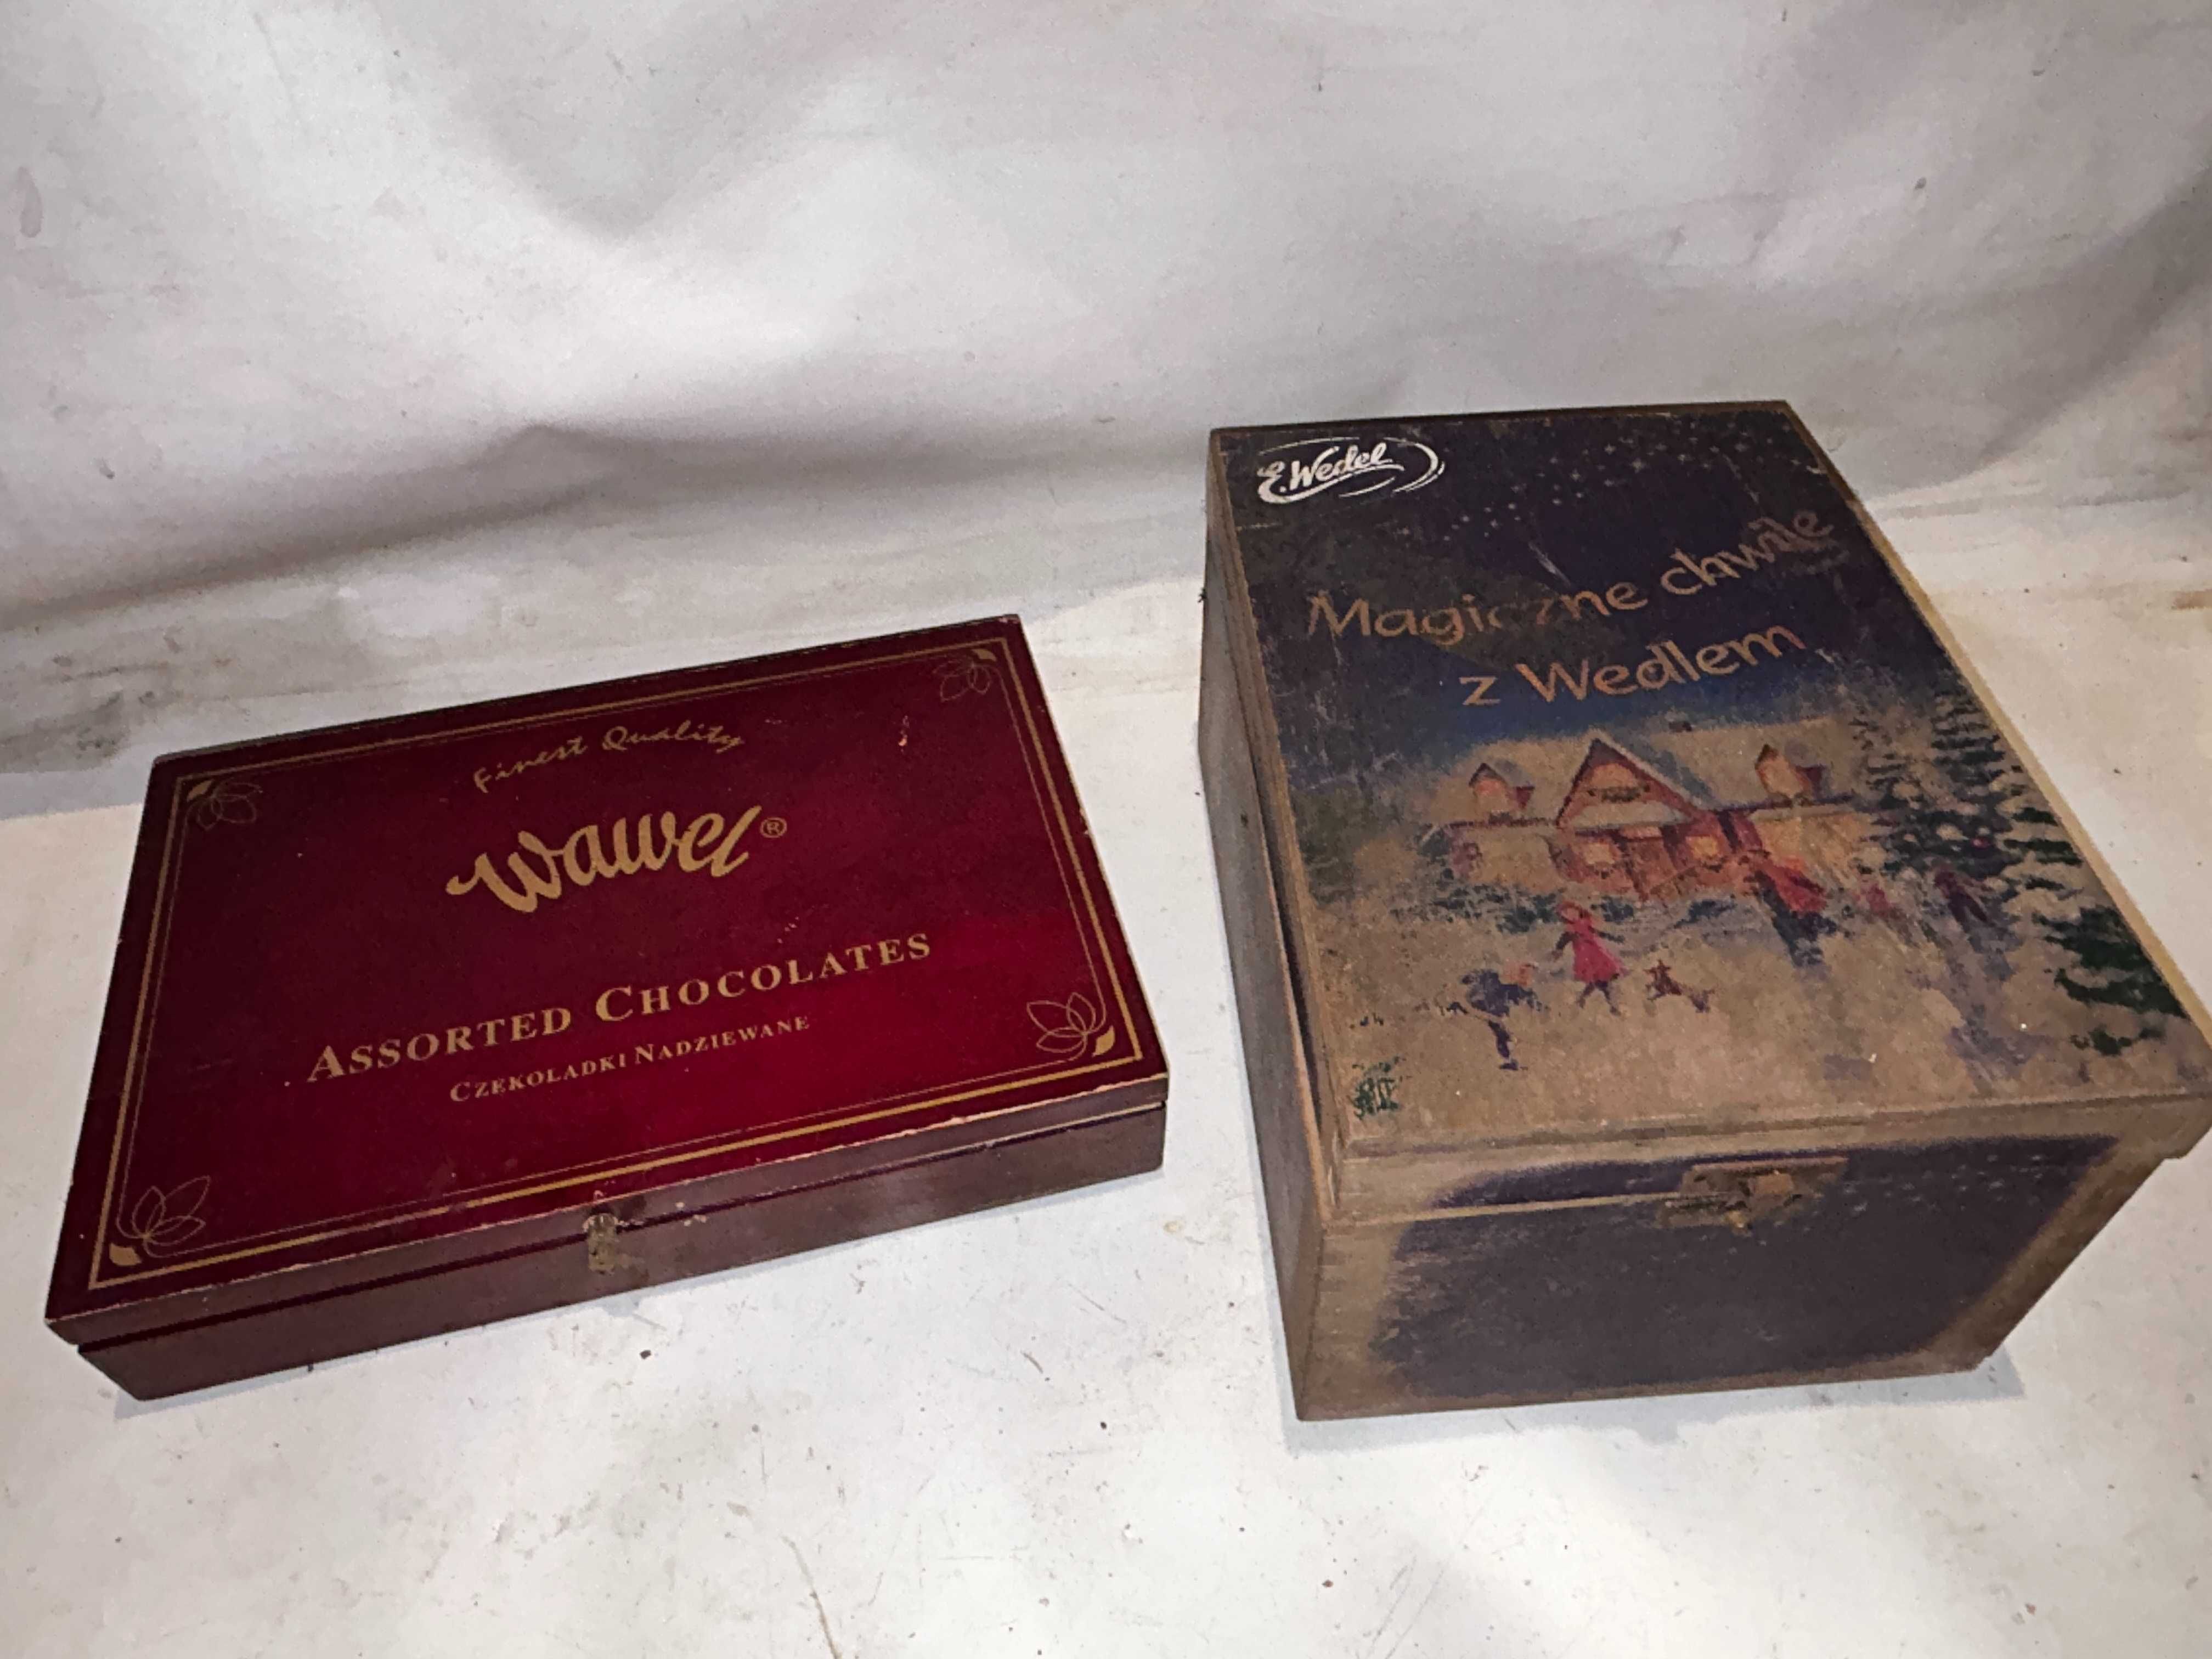 Finest Quality
Wawel®
ASSORTED CHOCOLATES
CZEKOLADKI NADZIEWANE
E.Wedel
Magiczne chwile
z Wedlem